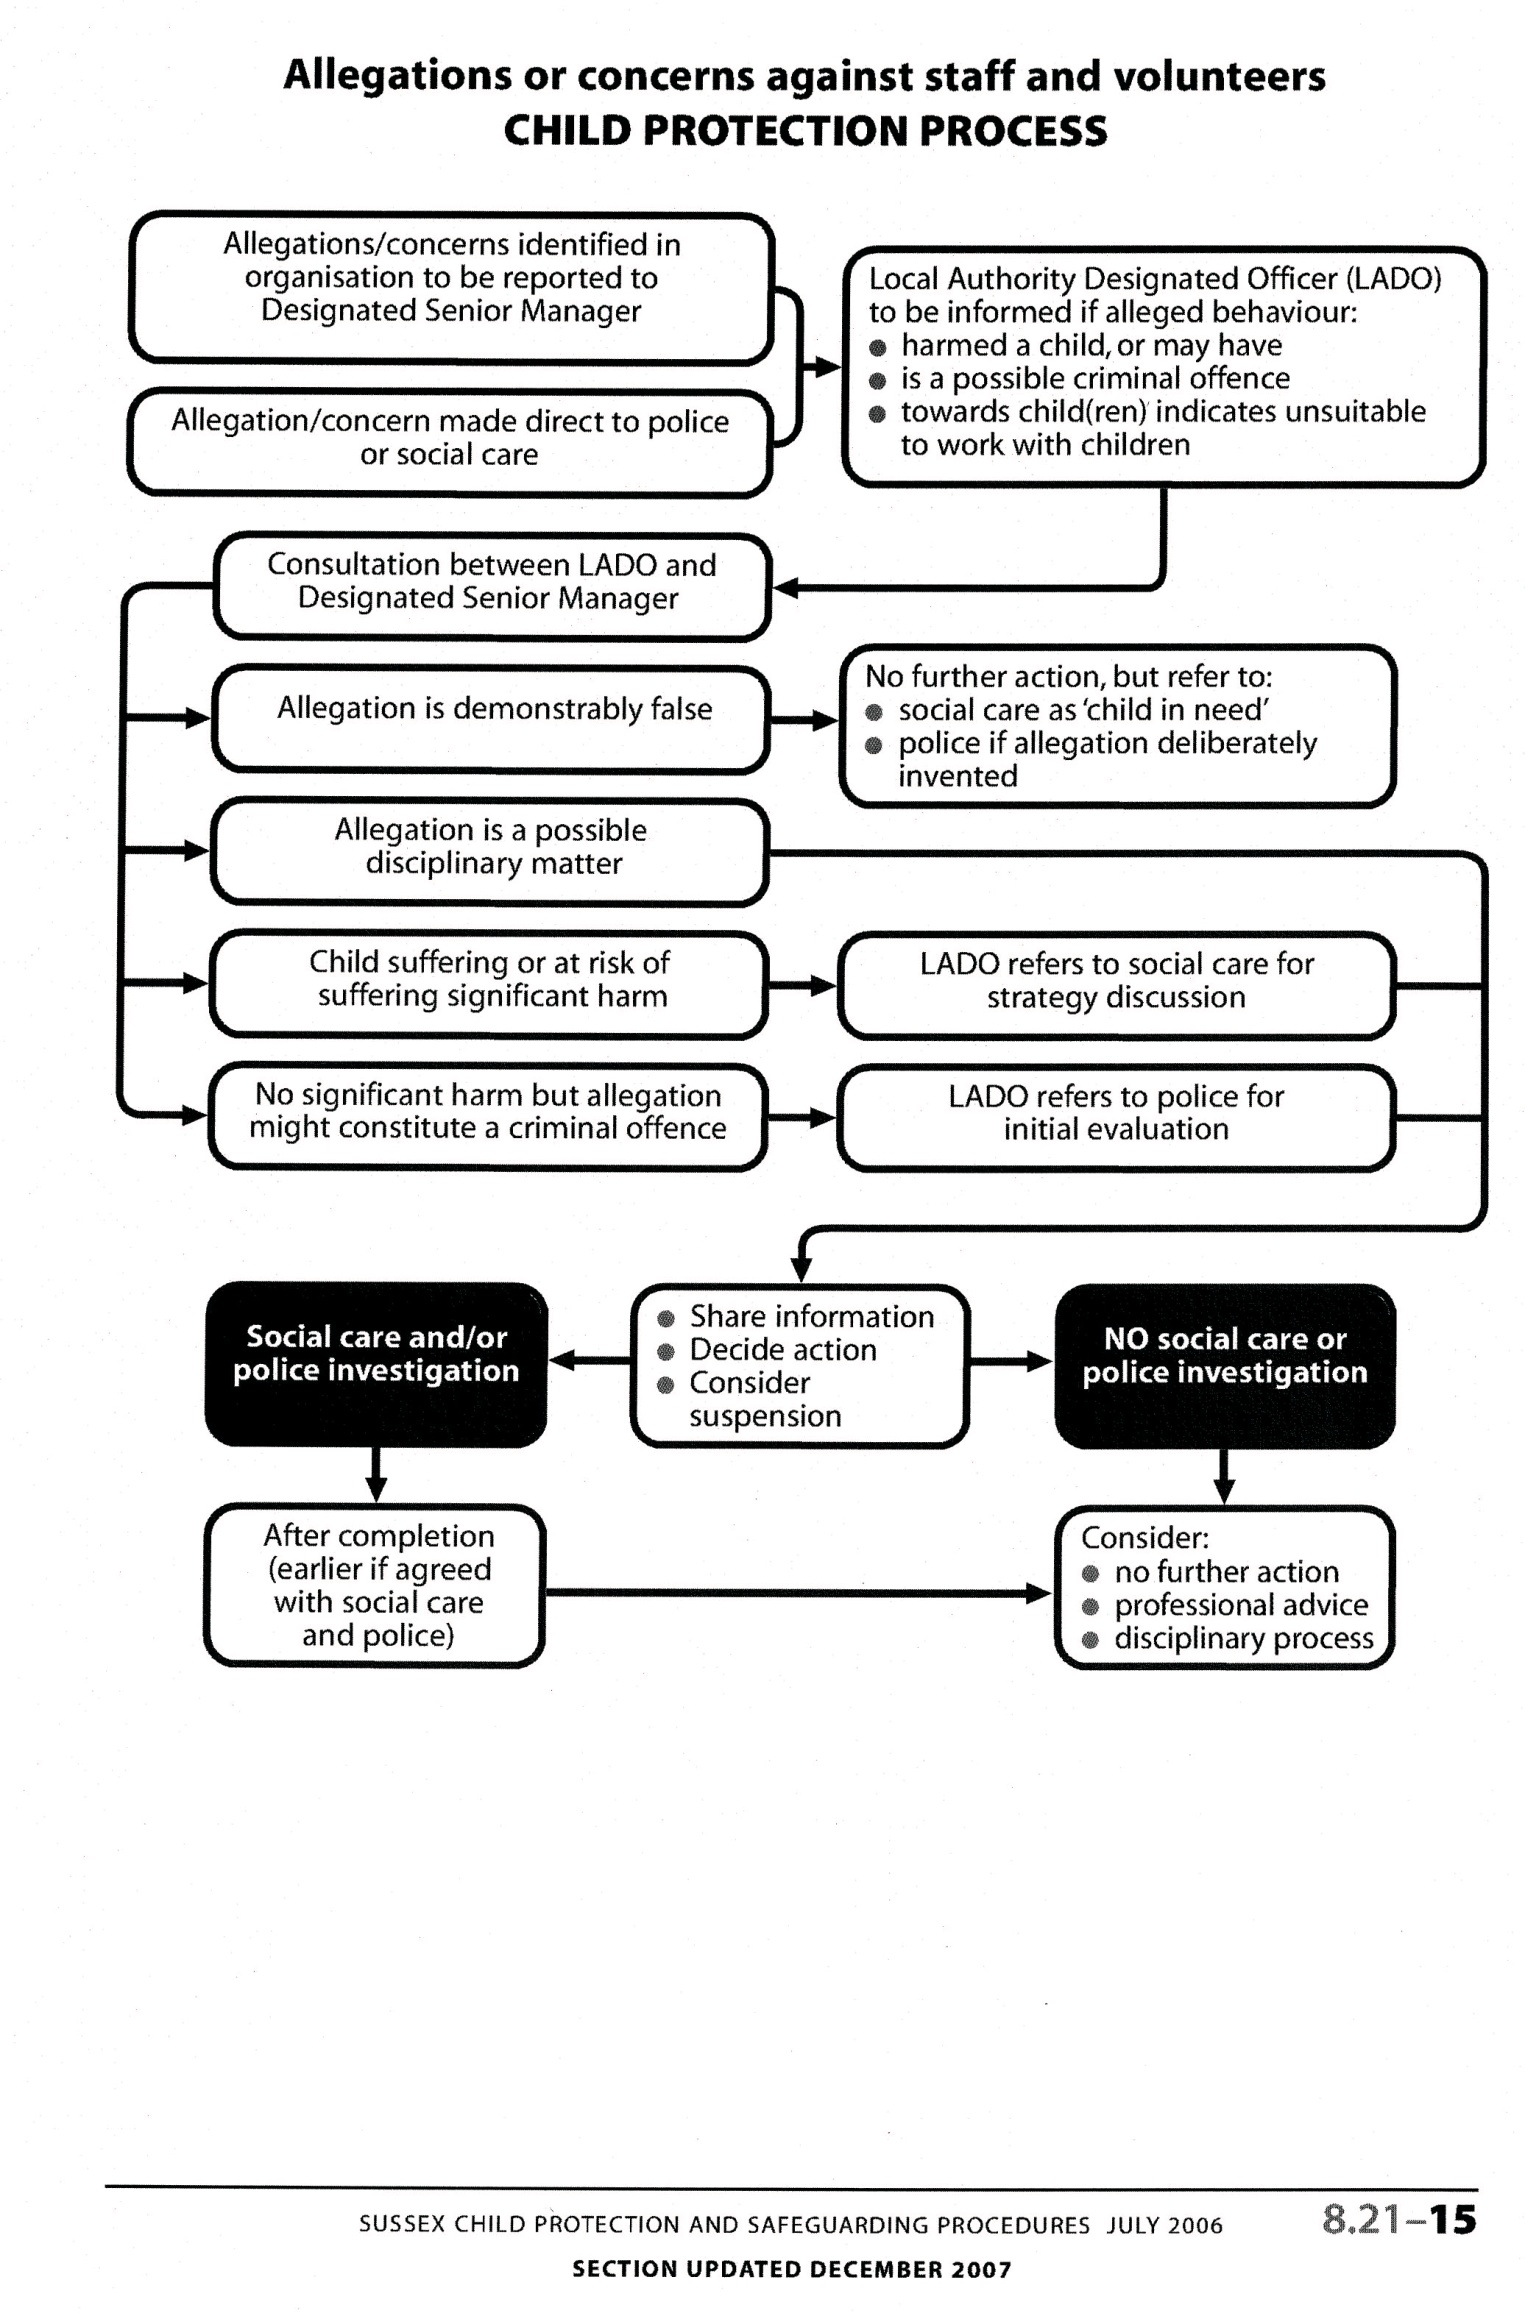 Allegations or concerns against staff and volunteers
CHILD PROTECTION PROCESS
Allegations/concerns identified in
organisation to be reported to
Designated Senior Manager
Allegation/concern made direct to police
or social care
Local Authority Designated Officer (LADO)
to be informed if alleged behaviour:
● harmed a child, or may have
● is a possible criminal offence
● towards child(ren) indicates unsuitable
to work with children
Consultation between LADO and
Designated Senior Manager
Allegation is demonstrably false
No further action, but refer to:
● social care as ‘child in need’
● police if allegation deliberately
invented
Allegation is a possible
disciplinary matter
Child suffering or at risk of
suffering significant harm
LADO refers to social care for
strategy discussion
No significant harm but allegation
might constitute a criminal offence
LADO refers to police for
initial evaluation
Social care and/or
police investigation
● Share information
● Decide action
● Consider
suspension
NO social care or
police investigation
After completion
(earlier if agreed
with social care
and police)
Consider:
● no further action
● professional advice
● disciplinary process
SUSSEX CHILD PROTECTION AND SAFEGUARDING PROCEDURES JULY 2006
8.21–15
SECTION UPDATED DECEMBER 2007